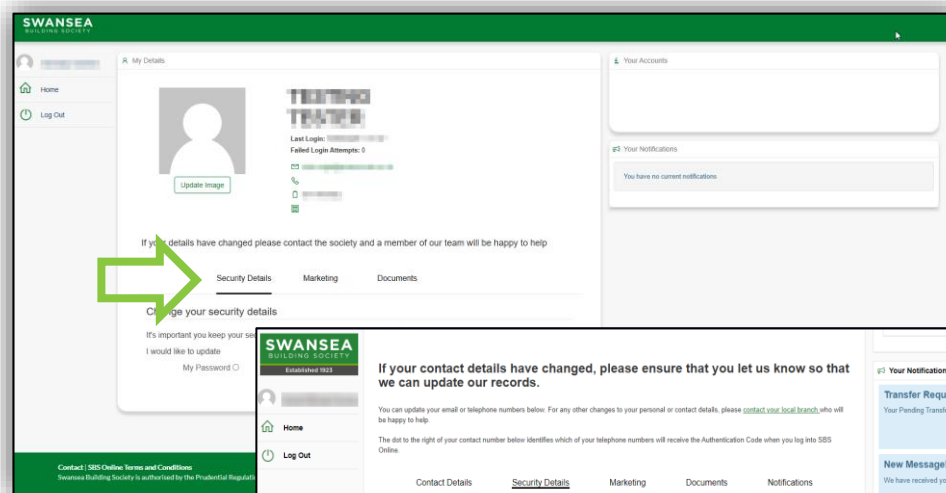 SWANSEA
BUILDING SOCIETY
Home
Log Out
My Details
Last Login:
Failed Login Attempts: 0
Update Image
If your details have changed please contact the society and a member of our team will be happy to help
Security Details Marketing Documents
Change your security details
It's important you keep your
I would like to update
My Password
Your Accounts
Your Notifications
You have no current notifications
Contact | SBS Online Terms and Conditions
Swansea Building Society is authorised by the Prudential
SWANSEA
BUILDING SOCIETY
Established 1923
Home
Log Out
If your contact details have changed, please ensure that you let us know so that
we can update our records.
You can update your email or telephone numbers below. For any other changes to your personal or contact details, please contact your local branch who will
be happy to help.
The dot to the right of your contact number below identifies which of your telephone numbers will receive the Authentication Code when you log into SBS
Online.
Contact Details Security Details Marketing Documents Notifications
Your Notification
Transfer Requ
Your Pending Transf
New Message
We have received